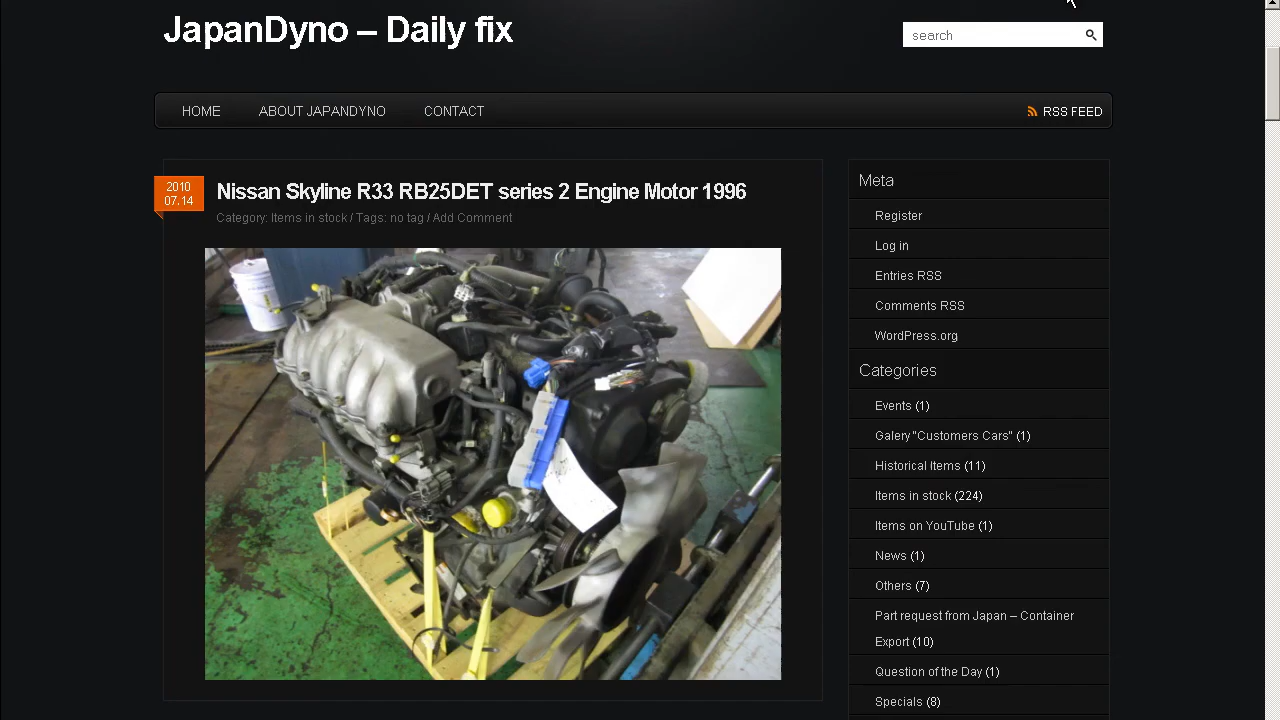 JapanDyno – Daily fix
search
HOME
ABOUT JAPANDYNO
CONTACT
RSS FEED
2010
07.14
Nissan Skyline R33 RB25DET series 2 Engine Motor 1996
Category: Items in stock / Tags: no tag / Add Comment
Meta
Register
Log in
Entries RSS
Comments RSS
WordPress.org
Categories
Events (1)
Galery "Customers Cars" (1)
Historical Items (11)
Items in stock (224)
Items on YouTube (1)
News (1)
Others (7)
Part request from Japan – Container
Export (10)
Question of the Day (1)
Specials (8)